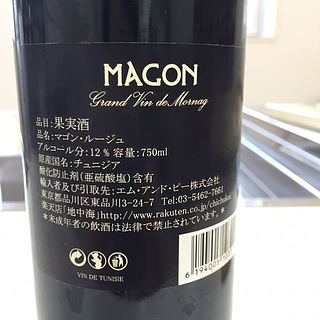 MAGON
Grand Vin de Mornag
品目:果実酒
品名:マゴン・ルージュ
アルコール分:12% 容量:750ml
原産国名:チュニジア
酸化防止剤(亜硫酸塩)含有
輸入者及び引取先:エム・アンド・ピー株式会社
東京都品川区東品川3-24-7 Tel:03-5462-7661
楽天店「地中海」http://www.rakuten.co.jp/chichukai
*未成年者の飲酒は法律で禁止されています。*
VIN DE TUNISIE